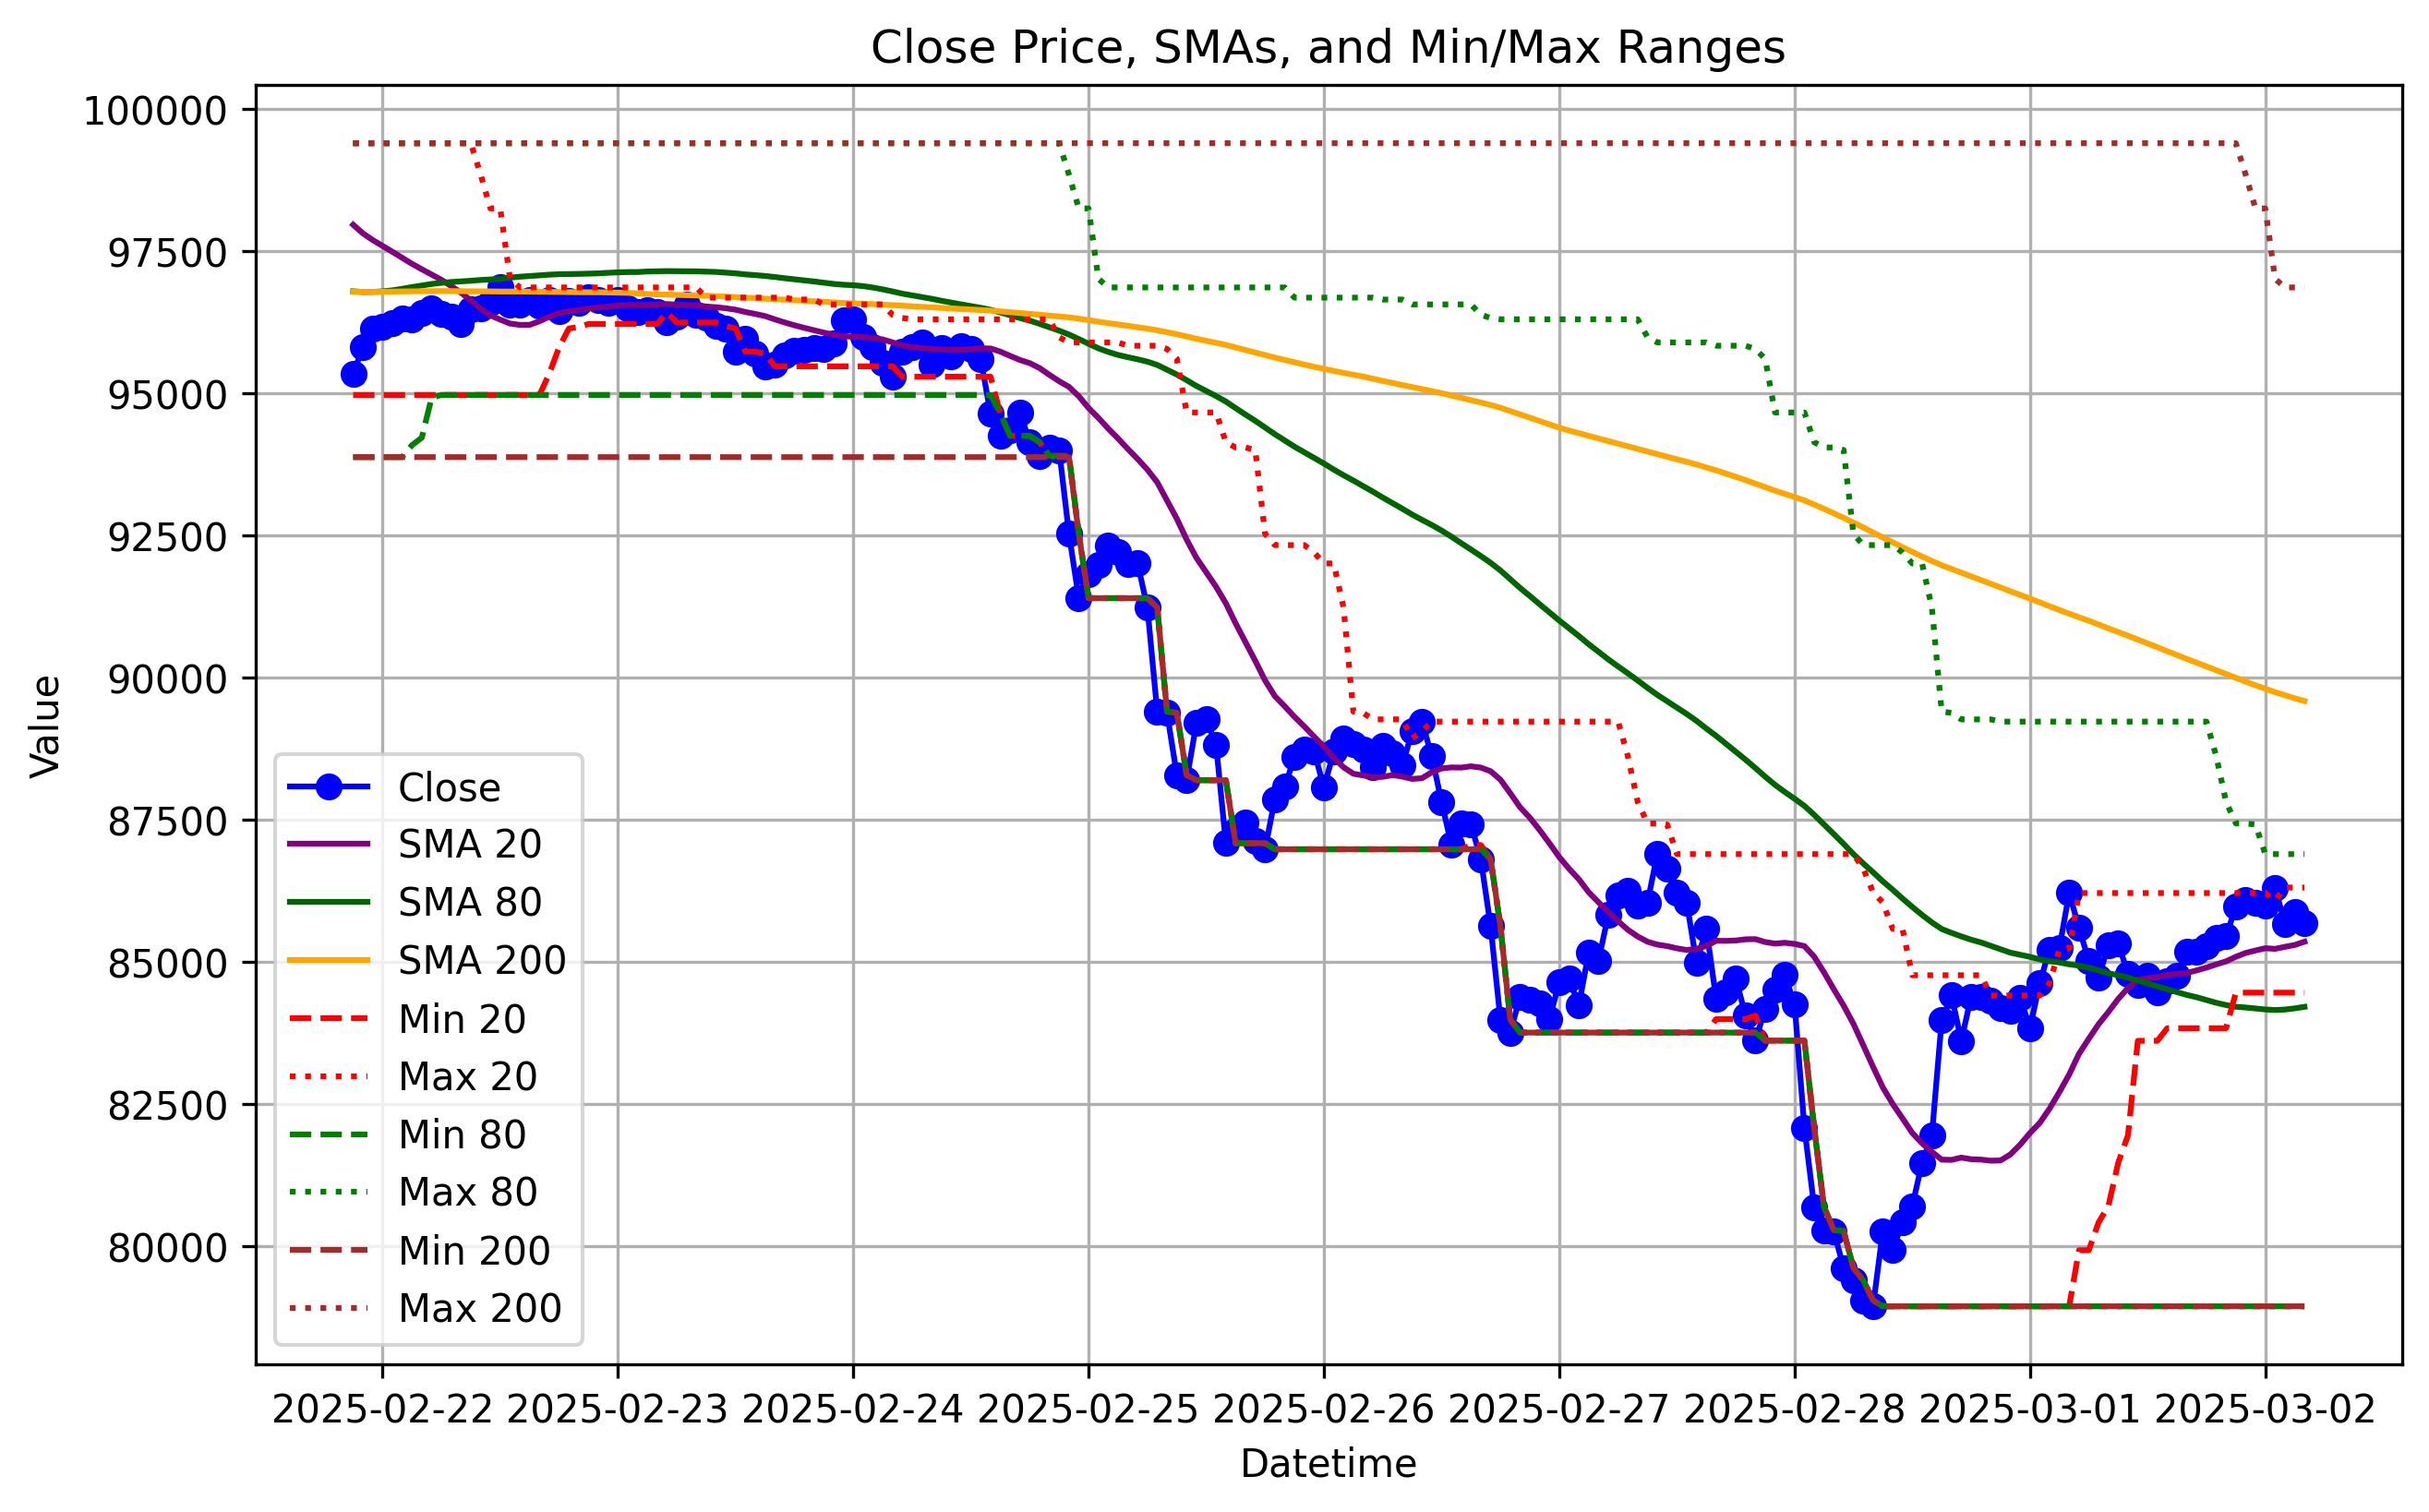 Close Price, SMAs, and Min/Max Ranges
100000
97500
95000
92500
90000
87500
85000
82500
80000
Value
Close
SMA 20
SMA 80
SMA 200
Min 20
Max 20
Min 80
Max 80
Min 200
Max 200
2025-02-22 2025-02-23 2025-02-24 2025-02-25 2025-02-26 2025-02-27 2025-02-28 2025-03-01 2025-03-02
Datetime